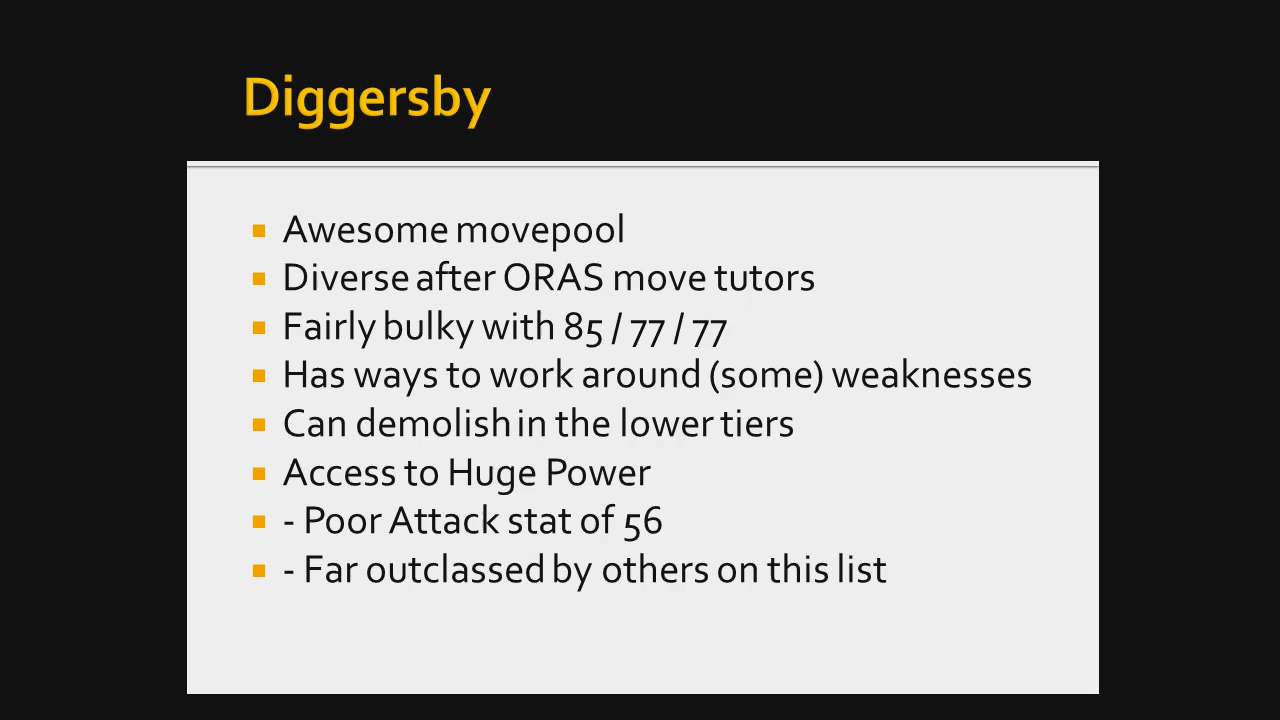 Diggersby
Awesome movepool
Diverse after ORAS move tutors
Fairly bulky with 85 / 77 / 77
Has ways to work around (some) weaknesses
Can demolish in the lower tiers
Access to Huge Power
- Poor Attack stat of 56
- Far outclassed by others on this list